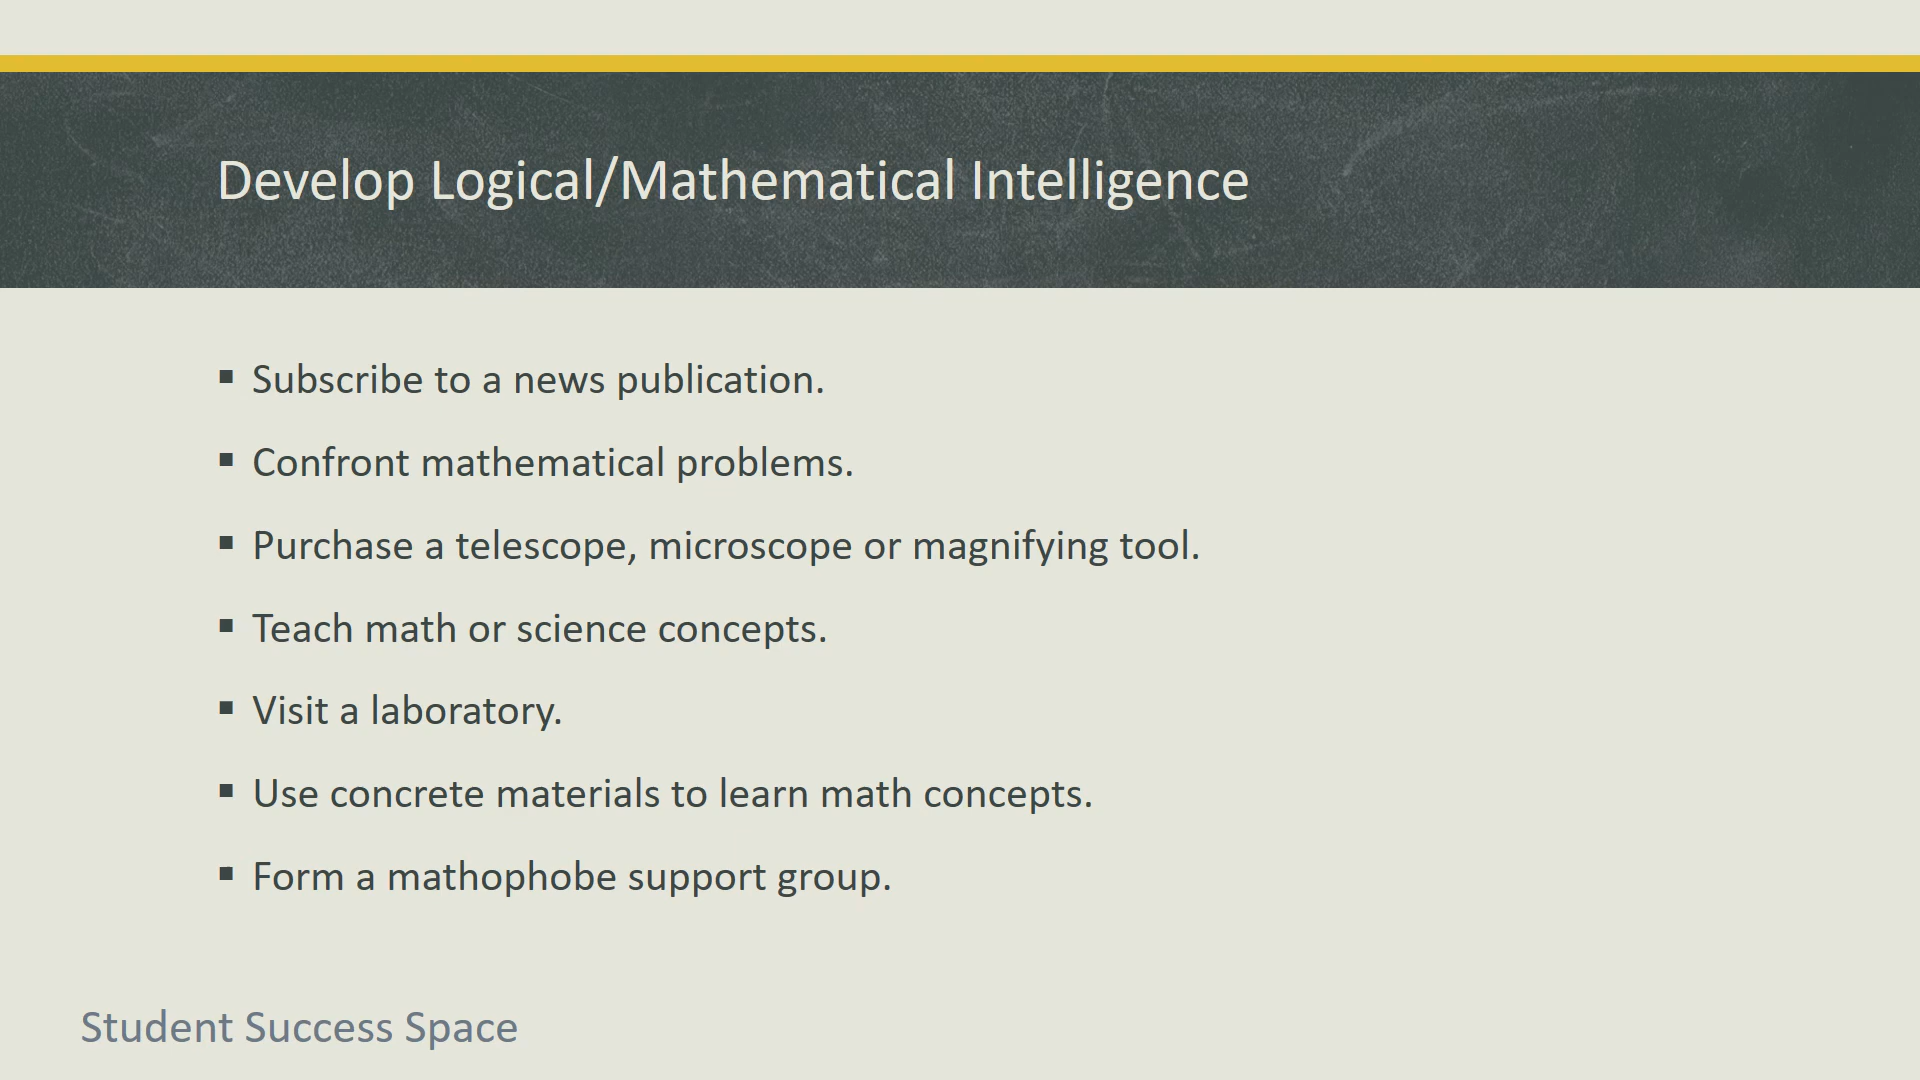 Develop Logical/Mathematical Intelligence
▪ Subscribe to a news publication.
▪ Confront mathematical problems.
▪ Purchase a telescope, microscope or magnifying tool.
▪ Teach math or science concepts.
▪ Visit a laboratory.
▪ Use concrete materials to learn math concepts.
▪ Form a mathophobe support group.
Student Success Space